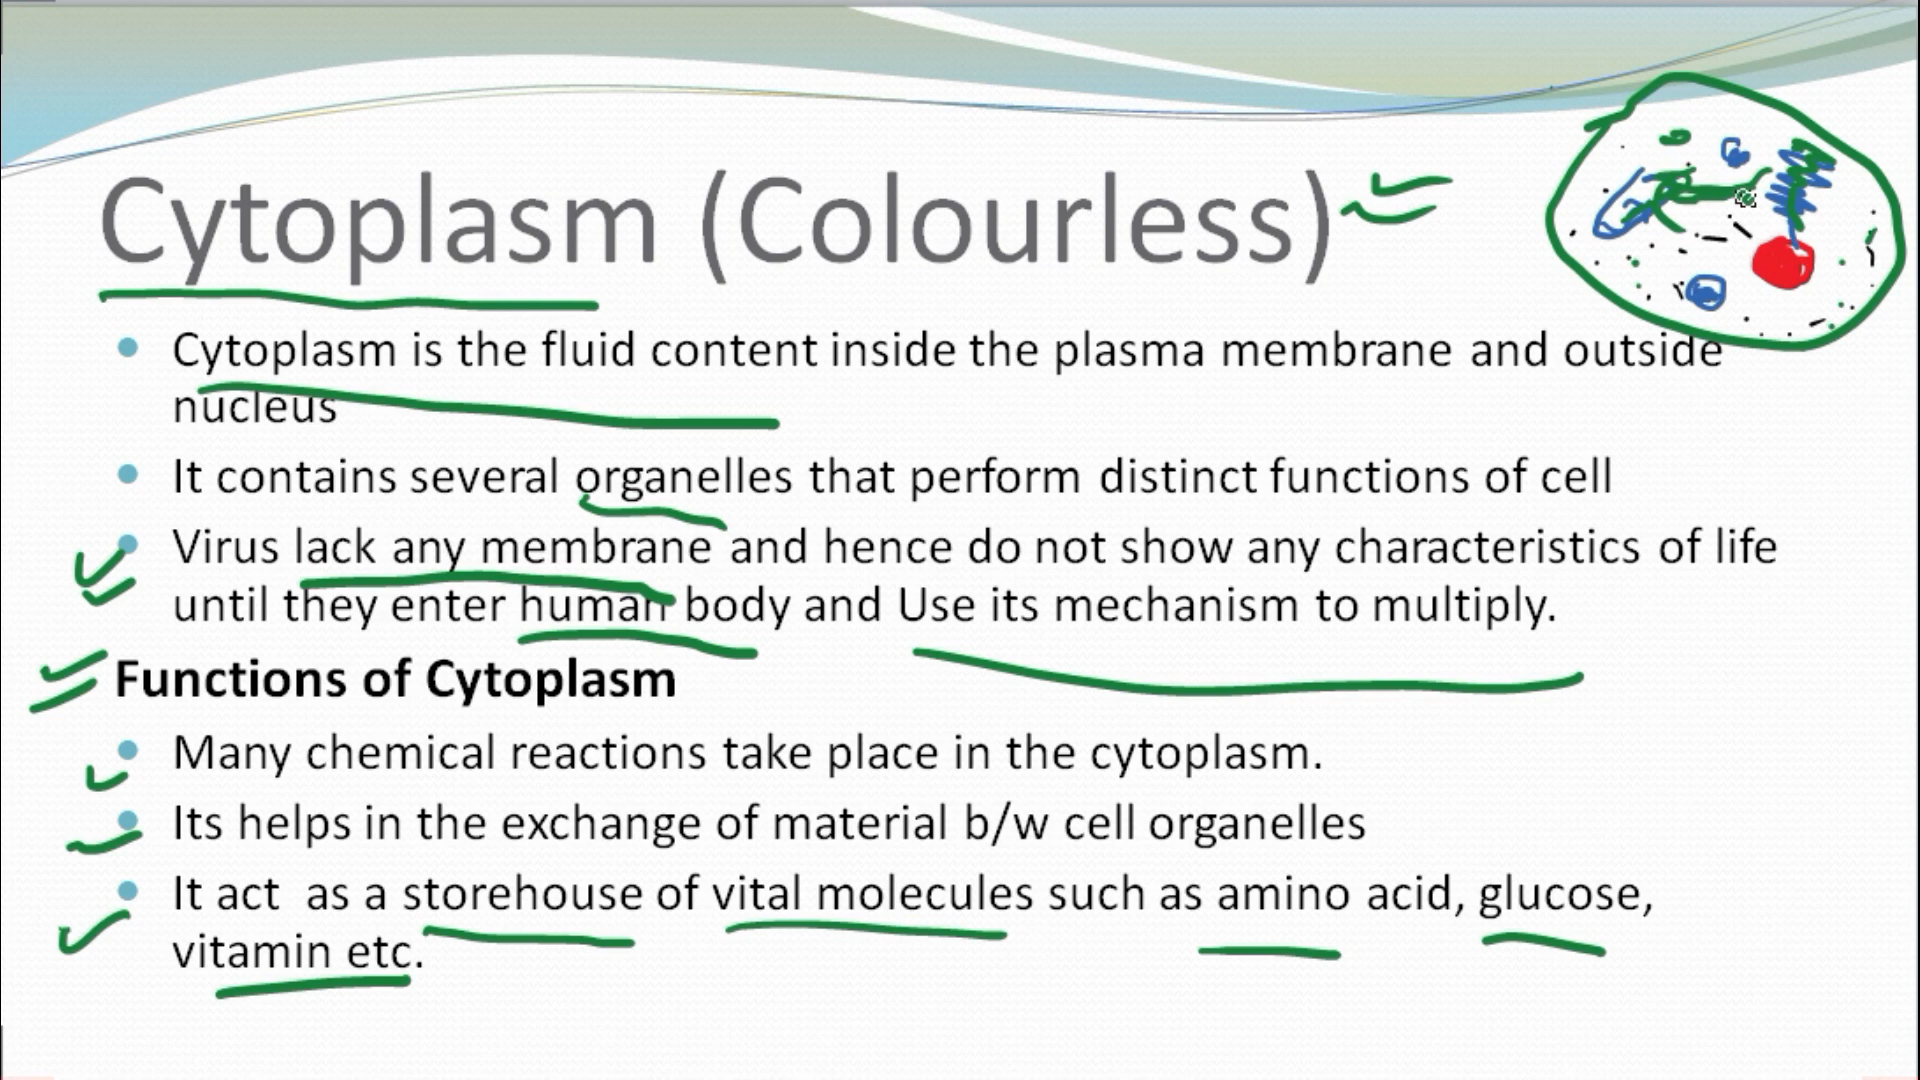 Cytoplasm (Colourless)
Cytoplasm is the fluid content inside the plasma membrane and outside
nucleus
It contains several organelles that perform distinct functions of cell
Virus lack any membrane and hence do not show any characteristics of life
until they enter human body and Use its mechanism to multiply.
Functions of Cytoplasm
Many chemical reactions take place in the cytoplasm.
Its helps in the exchange of material b/w cell organelles
It act  as a storehouse of vital molecules such as amino acid, glucose,
vitamin etc.